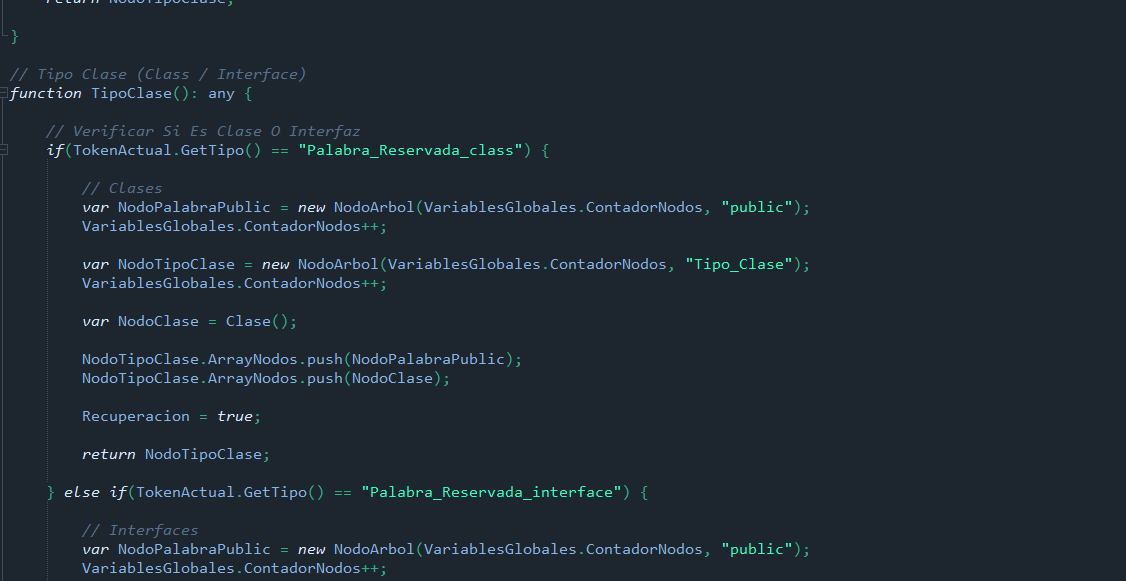 return NodoTipoClase;
}
// Tipo Clase (Class / Interface)
function TipoClase(): any {
// Verificar Si Es Clase O Interfaz
if(TokenActual.GetTipo() == "Palabra_Reservada_class") {
// Clases
var NodoPalabraPublic = new NodoArbol(VariablesGlobales.ContadorNodos, "public");
VariablesGlobales.ContadorNodos++;
var NodoTipoClase = new NodoArbol(VariablesGlobales.ContadorNodos, "Tipo_Clase");
VariablesGlobales.ContadorNodos++;
var NodoClase = Clase();
NodoTipoClase.ArrayNodos.push(NodoPalabraPublic);
NodoTipoClase.ArrayNodos.push(NodoClase);
Recuperacion = true;
return NodoTipoClase;
} else if(TokenActual.GetTipo() == "Palabra_Reservada_interface") {
// Interfaces
var NodoPalabraPublic = new NodoArbol(VariablesGlobales.ContadorNodos, "public");
VariablesGlobales.ContadorNodos++;